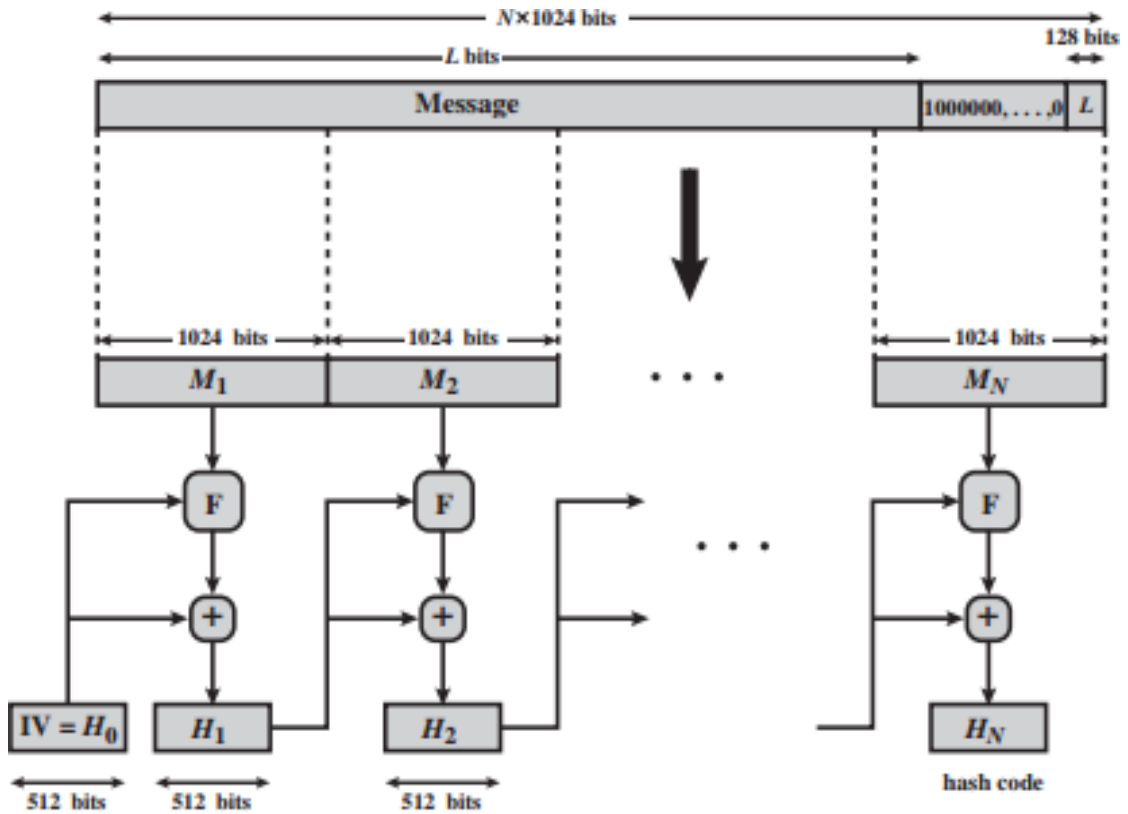 N×1024 bits
128 bits
L bits
Message 1000000, . . . ,0 L
1024 bits 1024 bits 1024 bits
M1 M2 . . . MN
F F F
. . .
+ + +
IV = H0 H1 H2 HN
512 bits 512 bits 512 bits hash code